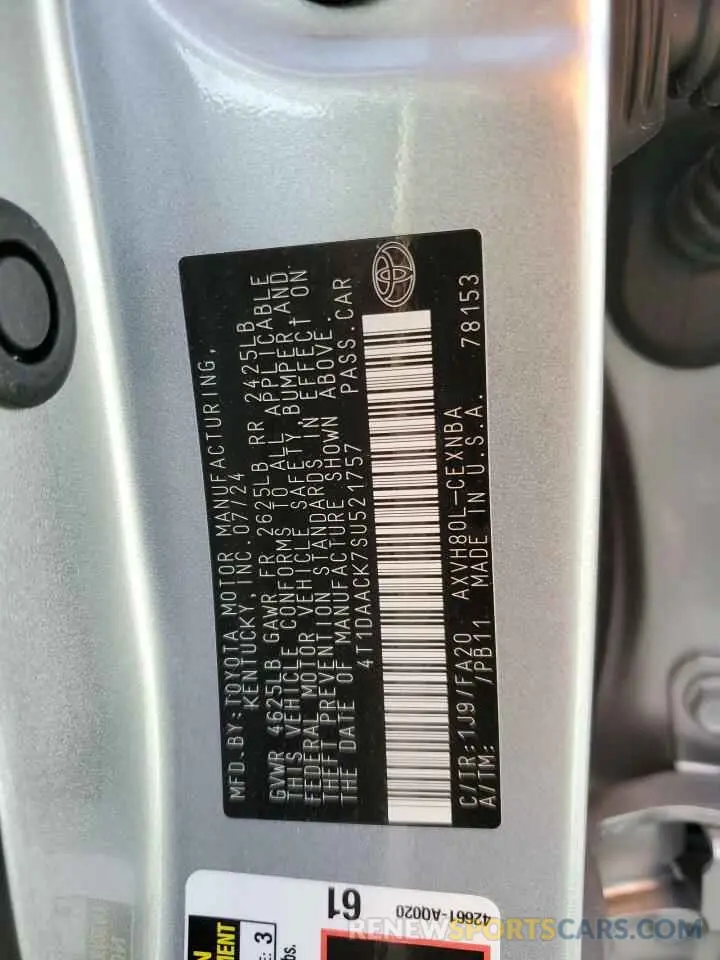 MFD. BY: TOYOTA MOTOR MANUFACTURING,
KENTUCKY, INC. 07/24
GVWR 4625LB GAWR FR 2625LB RR 2425LB
THIS VEHICLE CONFORMS TO ALL APPLICABLE
FEDERAL MOTOR VEHICLE SAFETY, BUMPER AND
THEFT PREVENTION STANDARDS IN EFFECT ON
THE DATE OF MANUFACTURE SHOWN ABOVE.
4T1DAACK7SU521757 PASS.CAR
C/TR: 1J9/FA20 AXVH80L-CEXNBA
A/TM: /PB11 MADE IN U.S.A. 78153
61
42661-AQ020
3
RENEWSPORTSCARS.COM